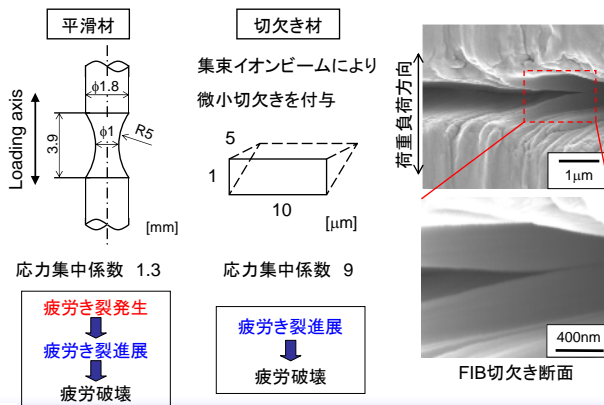 平滑材
Loading axis
3.9
φ1.8
φ1
R5
[mm]
応力集中係数 1.3
疲労き裂発生
疲労き裂進展
疲労破壊
切欠き材
集束イオンビームにより
微小切欠きを付与
5
1
10
[μm]
応力集中係数 9
疲労き裂進展
疲労破壊
荷重負荷方向
1μm
400nm
FIB切欠き断面